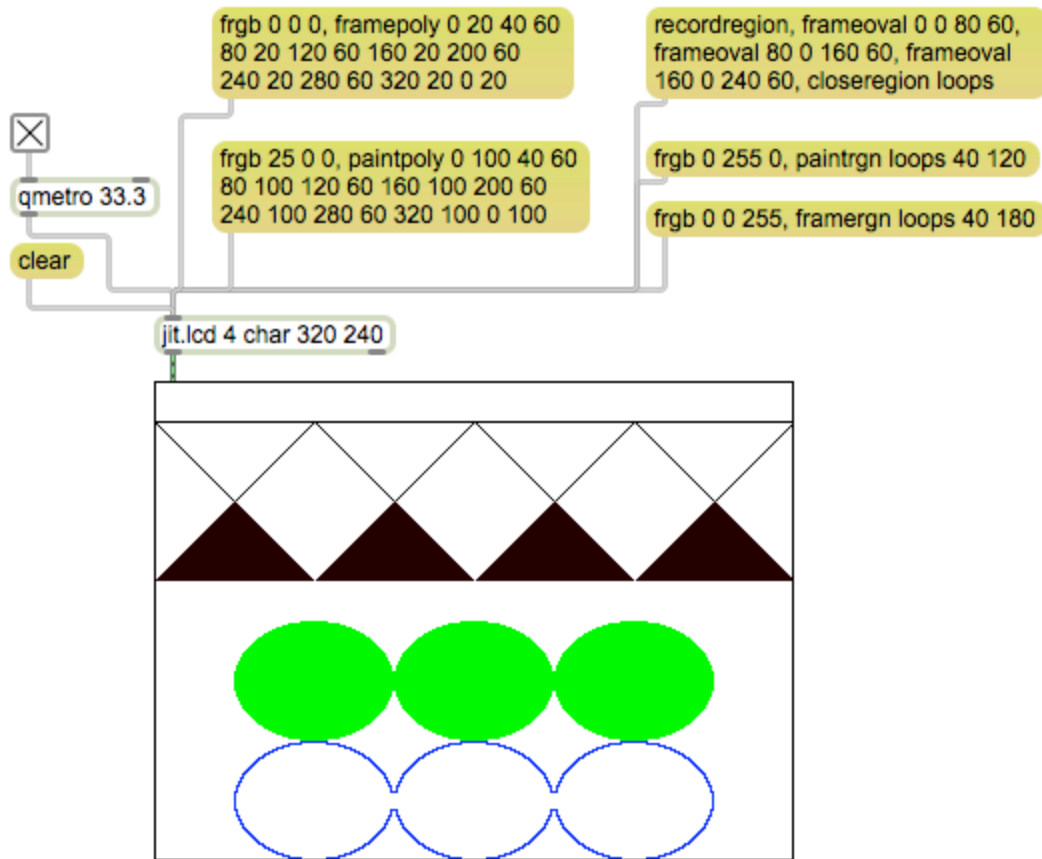 frgb 0 0 0, framepoly 0 20 40 60
80 20 120 60 160 20 200 60
240 20 280 60 320 20 0 20
recordregion, frameoval 0 0 80 60,
frameoval 80 0 160 60, frameoval
160 0 240 60, closeregion loops
frgb 25 0 0, paintpoly 0 100 40 60
80 100 120 60 160 100 200 60
240 100 280 60 320 100 0 100
frgb 0 255 0, paintrgn loops 40 120
qmetro 33.3
frgb 0 0 255, framergn loops 40 180
clear
jit.lcd 4 char 320 240